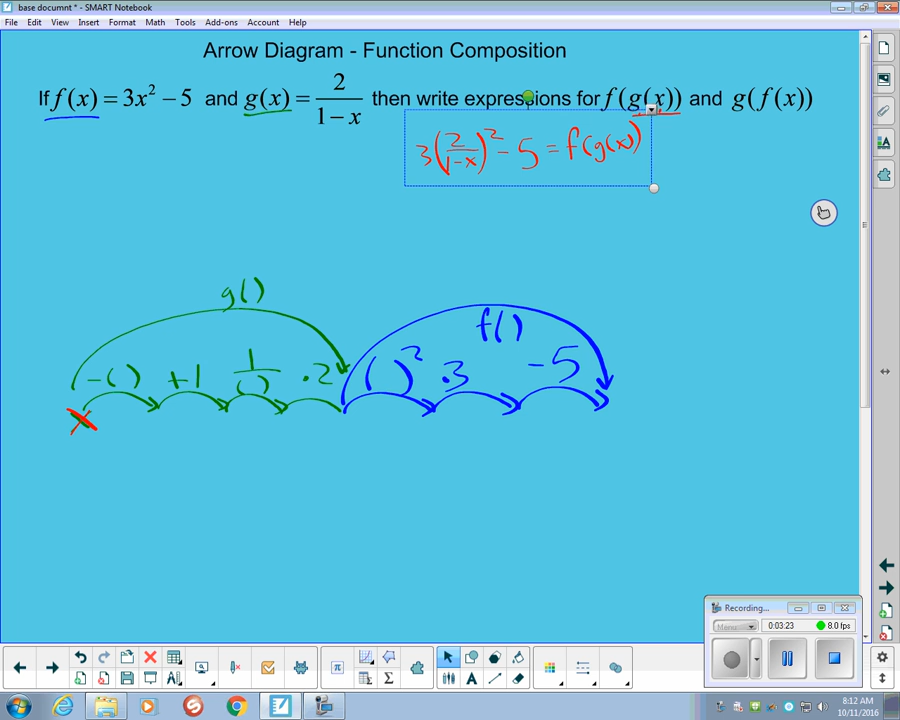 base documnt * - SMART Notebook
File Edit View Insert Format Math Tools Add-ons Account Help
Arrow Diagram - Function Composition
If f(x) = 3x² − 5 and g(x) = 2/(1 − x) then write expressions for f(g(x)) and g(f(x))
3(2/(1-x))² - 5 = f(g(x)
g()
f()
-() +1 1/() ·2 ()² ·3 -5
x
Recording...
Menu 0:03:23 8.0 fps
8:12 AM
10/11/2016